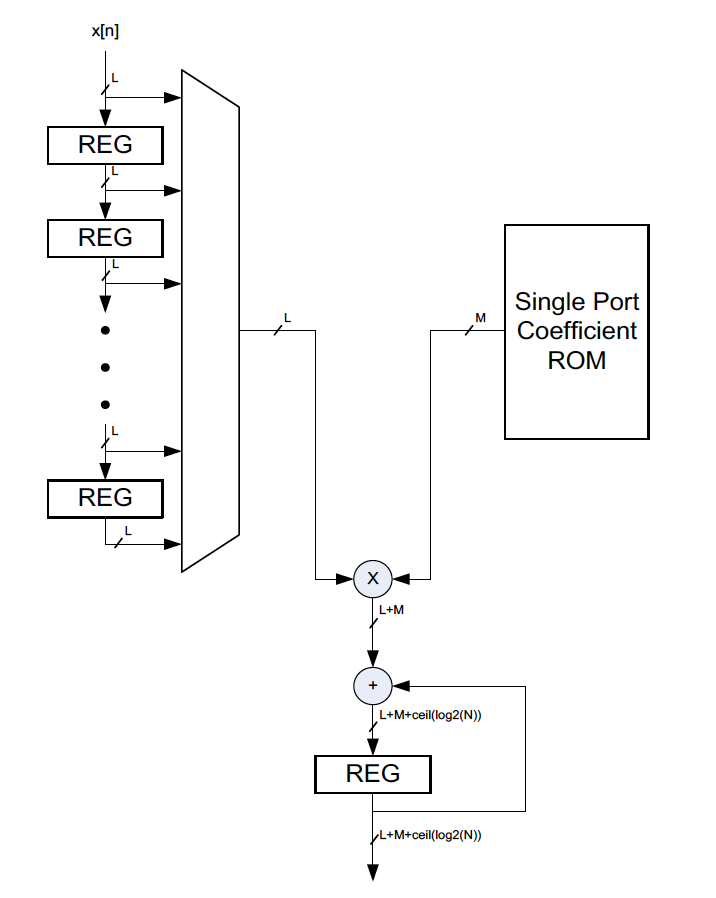 x[n]
L
REG
L
REG
L
L
REG
L
L
M
Single Port
Coefficient
ROM
X
L+M
+
L+M+ceil(log2(N))
REG
L+M+ceil(log2(N))